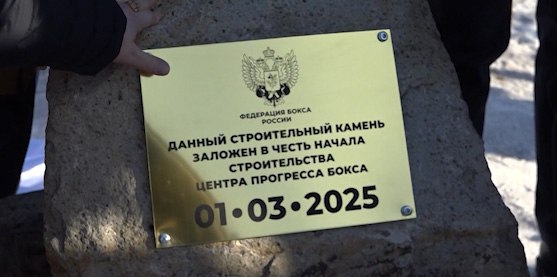 ФЕДЕРАЦИЯ БОКСА
РОССИИ
ДАННЫЙ СТРОИТЕЛЬНЫЙ КАМЕНЬ
ЗАЛОЖЕН В ЧЕСТЬ НАЧАЛА
СТРОИТЕЛЬСТВА
ЦЕНТРА ПРОГРЕССА БОКСА
01•03•2025